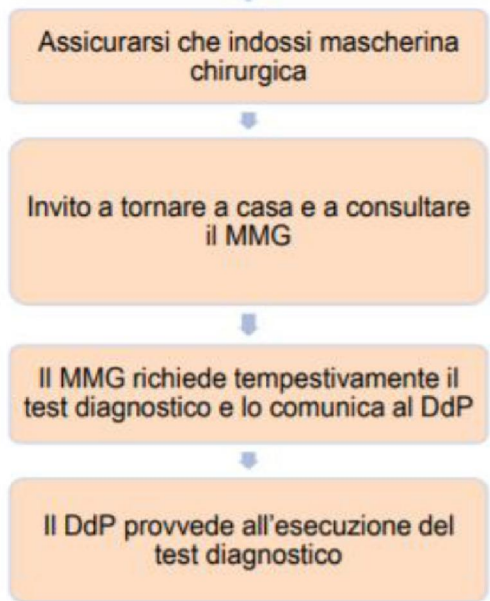 Assicurarsi che indossi mascherina
chirurgica
Invito a tornare a casa e a consultare
il MMG
Il MMG richiede tempestivamente il
test diagnostico e lo comunica al DdP
Il DdP provvede all'esecuzione del
test diagnostico